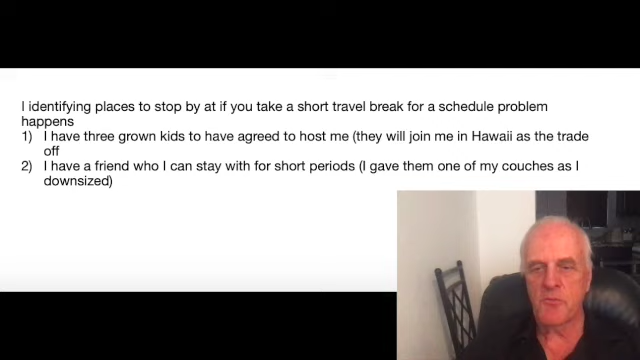 I identifying places to stop by at if you take a short travel break for a schedule problem
happens
1) I have three grown kids to have agreed to host me (they will join me in Hawaii as the trade
off
2) I have a friend who I can stay with for short periods (I gave them one of my couches as I
downsized)